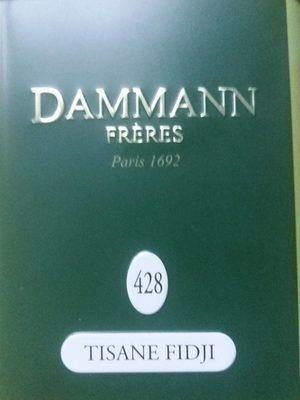 DAMMANN
FRÈRES
Paris 1692
428
TISANE FIDJI